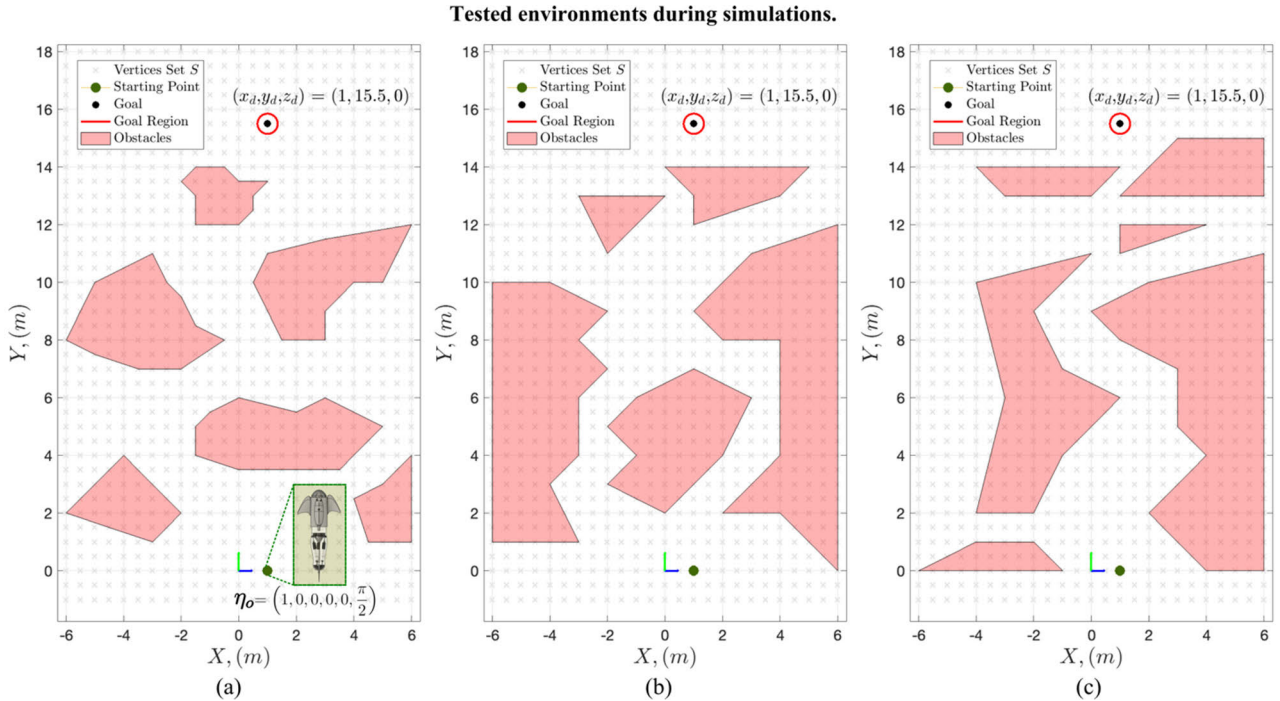 Tested environments during simulations.
18
16
14
12
10
8
6
4
2
0
Y, (m)
Vertices Set S
Starting Point
Goal
Goal Region
Obstacles
(x_d,y_d,z_d) = (1, 15.5, 0)
η_o = (1, 0, 0, 0, 0, π/2)
-6 -4 -2 0 2 4 6
X, (m)
(a)
18
16
14
12
10
8
6
4
2
0
Y, (m)
Vertices Set S
Starting Point
Goal
Goal Region
Obstacles
(x_d,y_d,z_d) = (1, 15.5, 0)
-6 -4 -2 0 2 4 6
X, (m)
(b)
18
16
14
12
10
8
6
4
2
0
Y, (m)
Vertices Set S
Starting Point
Goal
Goal Region
Obstacles
(x_d,y_d,z_d) = (1, 15.5, 0)
-6 -4 -2 0 2 4 6
X, (m)
(c)